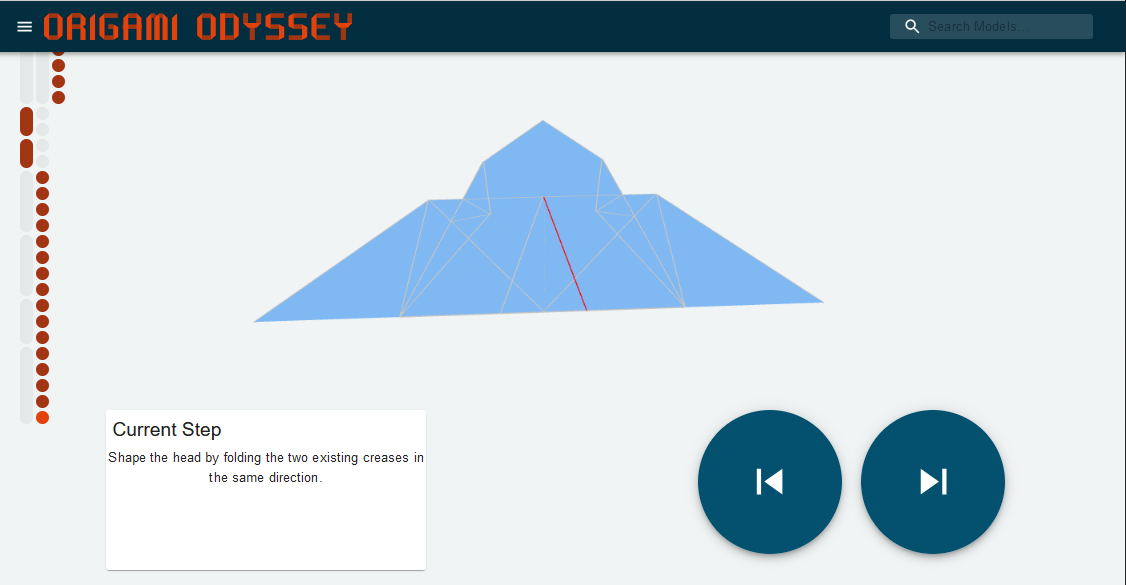 ORIGAMI ODYSSEY
Search Models...
Current Step
Shape the head by folding the two existing creases in
the same direction.